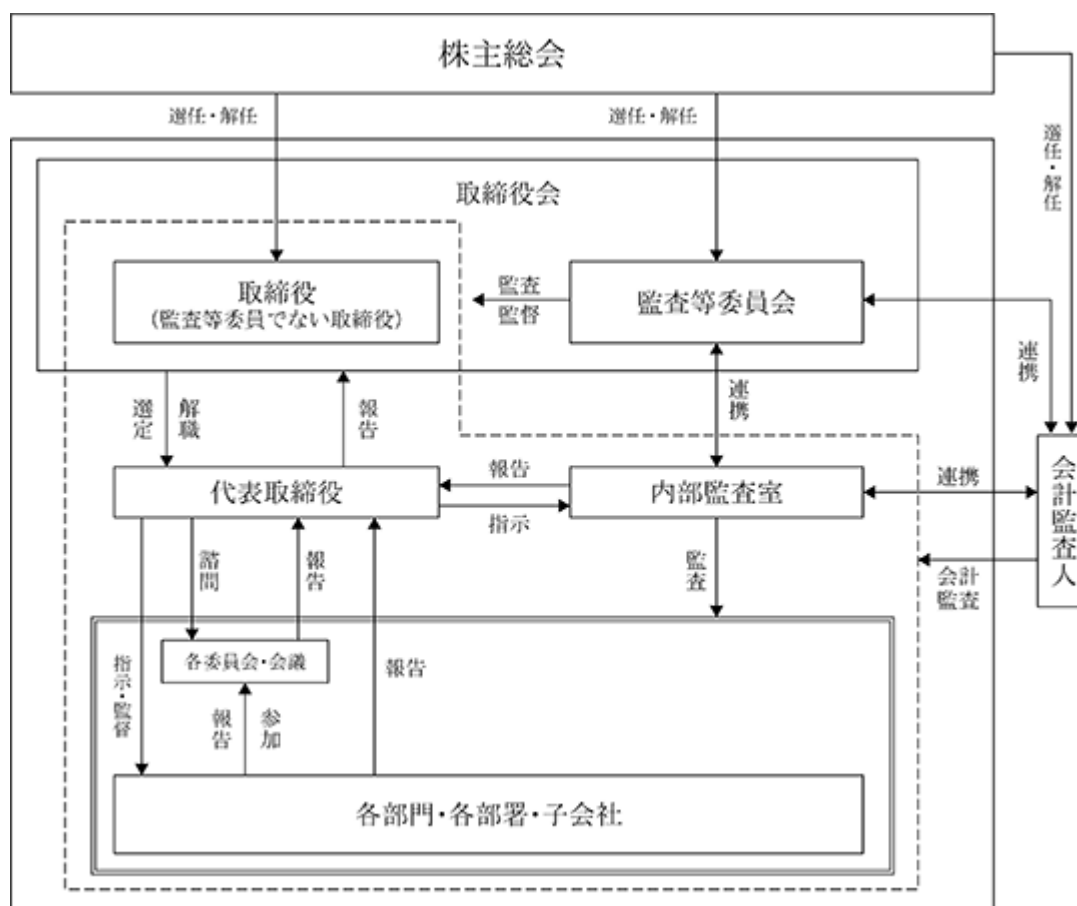 株主総会
選任・解任
選任・解任
選任・解任
取締役会
取締役
（監査等委員でない取締役）
監査
監督
監査等委員会
連携
選定
解職
報告
連携
代表取締役
報告
指示
内部監査室
連携
会計監査人
会計
監査
諮問
報告
監査
各委員会・会議
報告
指示・監督
報告
参加
各部門・各部署・子会社